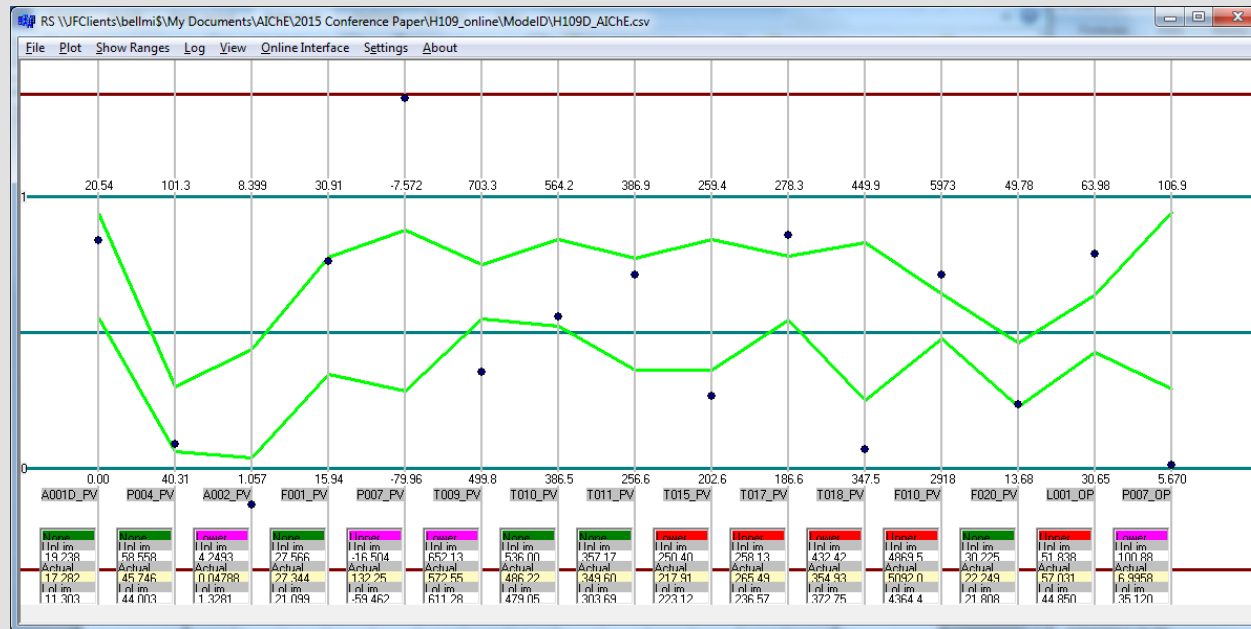 RS \\UFClients\bellmi$\My Documents\AIChE\2015 Conference Paper\H109_online\ModelD\H109D_AIChE.csv
File Plot Show Ranges Log View Online Interface Settings About
20.54 101.3 8.399 30.91 -7.572 703.3 564.2 386.9 259.4 278.3 449.9 5973 49.78 63.98 106.9
1
0
0.00 40.31 1.057 15.94 -79.96 499.8 386.5 256.6 202.6 186.6 347.5 2918 13.68 30.65 5.670
A001D_PV P004_PV A002_PV F001_PV P007_PV T009_PV T010_PV T011_PV T015_PV T017_PV T018_PV F010_PV F020_PV L001_OP P007_OP
None None Lower None Upper Lower None None Lower Upper Lower Upper None Upper Lower
UpLim UpLim UpLim UpLim UpLim UpLim UpLim UpLim UpLim UpLim UpLim UpLim UpLim UpLim UpLim
19.238 58.558 4.2493 27.566 -16.504 652.13 536.00 357.17 250.40 258.13 432.42 4869.5 30.225 51.838 100.88
Actual Actual Actual Actual Actual Actual Actual Actual Actual Actual Actual Actual Actual Actual Actual
17.282 45.746 0.04788 27.344 132.25 572.55 486.22 349.60 217.91 265.49 354.93 5092.0 22.249 57.031 6.9958
LoLim LoLim LoLim LoLim LoLim LoLim LoLim LoLim LoLim LoLim LoLim LoLim LoLim LoLim LoLim
11.303 44.003 1.3281 21.099 -59.462 611.28 479.05 303.69 223.12 236.57 372.75 4364.4 21.808 44.850 35.120